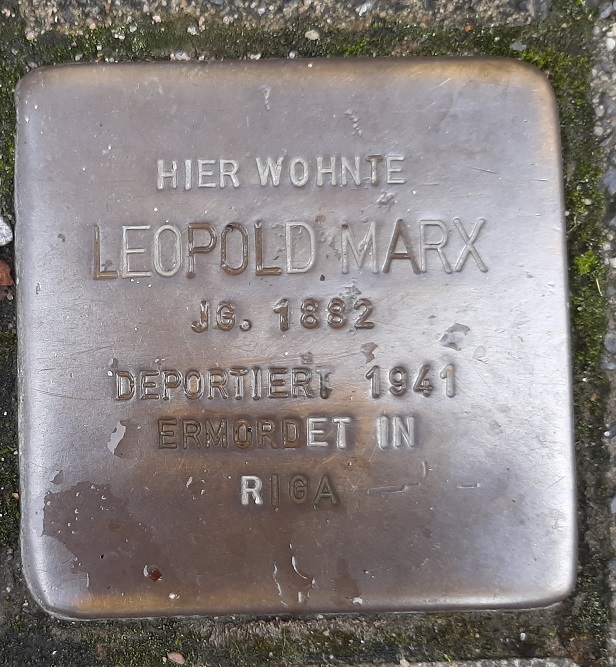 HIER WOHNTE
LEOPOLD MARX
JG. 1882
DEPORTIERT 1941
ERMORDET IN
RIGA